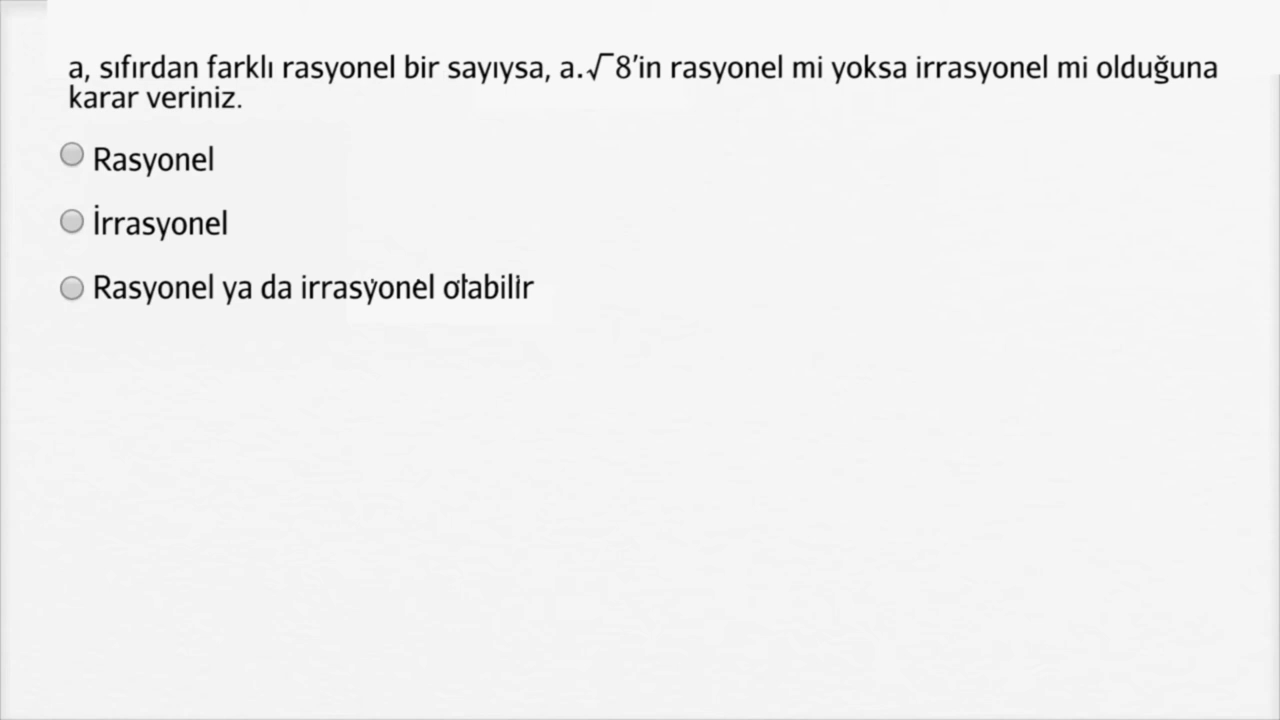 a, sıfırdan farklı rasyonel bir sayıysa, a.√8'in rasyonel mi yoksa irrasyonel mi olduğuna
karar veriniz.
Rasyonel
İrrasyonel
Rasyonel ya da irrasyonel olabilir